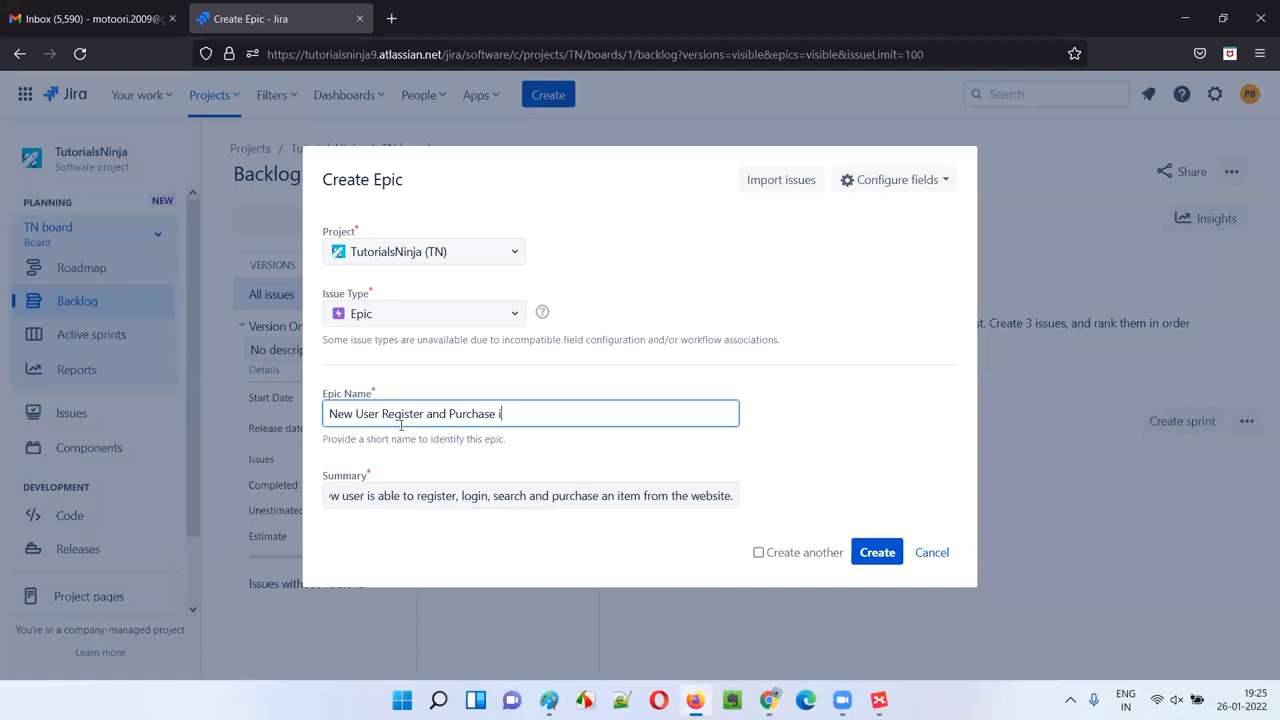 Inbox (5,590) - motoori.2009@g
Create Epic - Jira
https://tutorialsninja9.atlassian.net/jira/software/c/projects/TN/boards/1/backlog?versions=visible&epics=visible&issueLimit=100
Jira
Your work
Projects
Filters
Dashboards
People
Apps
Create
Search
PB
TutorialsNinja
Software project
PLANNING
NEW
TN board
Board
Roadmap
Backlog
Active sprints
Reports
Issues
Components
DEVELOPMENT
Code
Releases
Project pages
You're in a company-managed project
Learn more
Projects /
Backlog
VERSIONS
All issues
Version On
No descrip
Details
Start Date
Release date
Issues
Completed
Unestimated
Estimate
Issues without
Share
Insights
st. Create 3 issues, and rank them in order
Create sprint
Create Epic
Import issues
Configure fields
Project*
TutorialsNinja (TN)
Issue Type*
Epic
Some issue types are unavailable due to incompatible field configuration and/or workflow associations.
Epic Name*
New User Register and Purchase i
Provide a short name to identify this epic.
Summary*
ew user is able to register, login, search and purchase an item from the website.
Create another
Create
Cancel
ENG
IN
19:25
26-01-2022